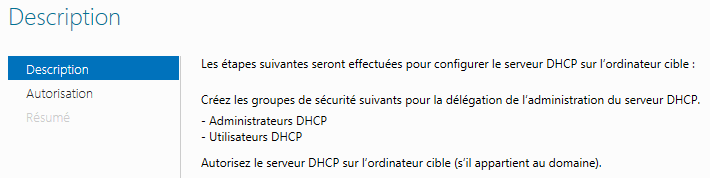 Description
Description
Autorisation
Résumé
Les étapes suivantes seront effectuées pour configurer le serveur DHCP sur l'ordinateur cible :
Créez les groupes de sécurité suivants pour la délégation de l'administration du serveur DHCP.
- Administrateurs DHCP
- Utilisateurs DHCP
Autorisez le serveur DHCP sur l'ordinateur cible (s'il appartient au domaine).